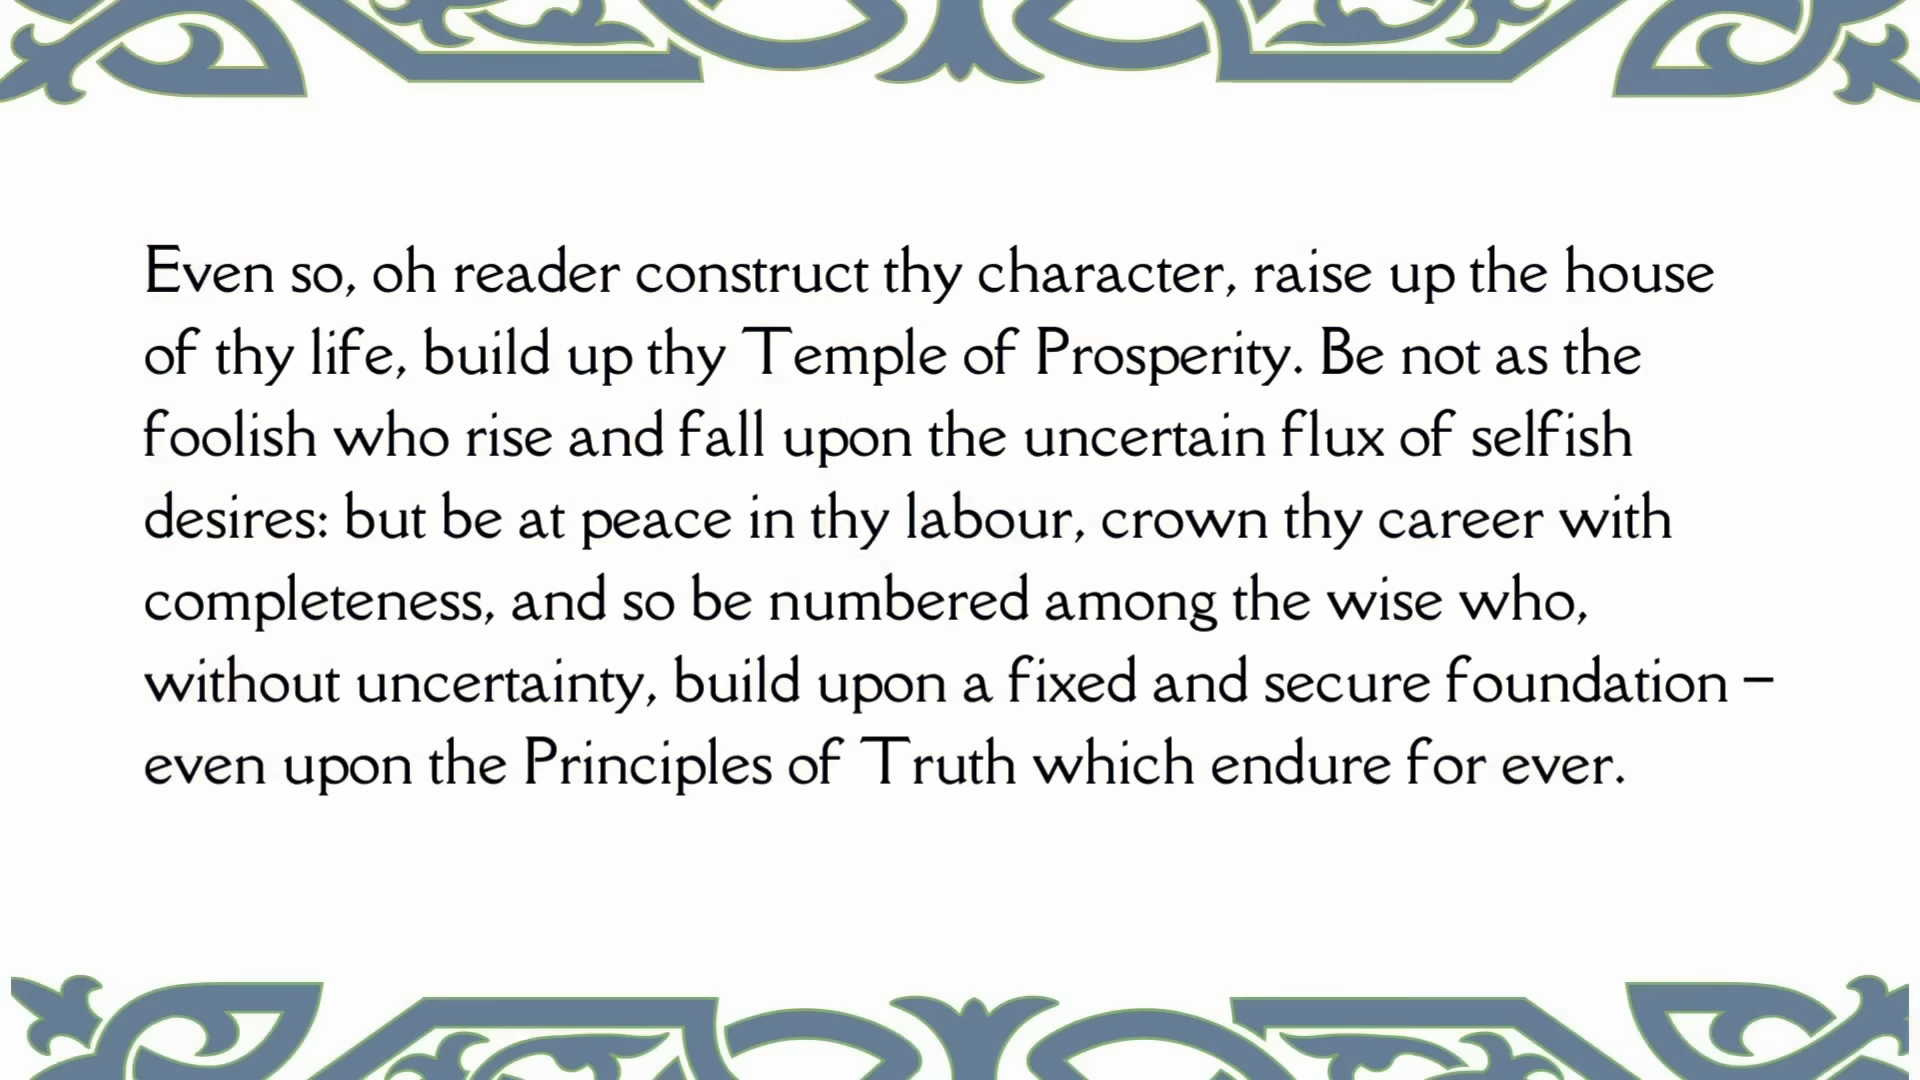 Even so, oh reader construct thy character, raise up the house
of thy life, build up thy Temple of Prosperity. Be not as the
foolish who rise and fall upon the uncertain flux of selfish
desires: but be at peace in thy labour, crown thy career with
completeness, and so be numbered among the wise who,
without uncertainty, build upon a fixed and secure foundation –
even upon the Principles of Truth which endure for ever.